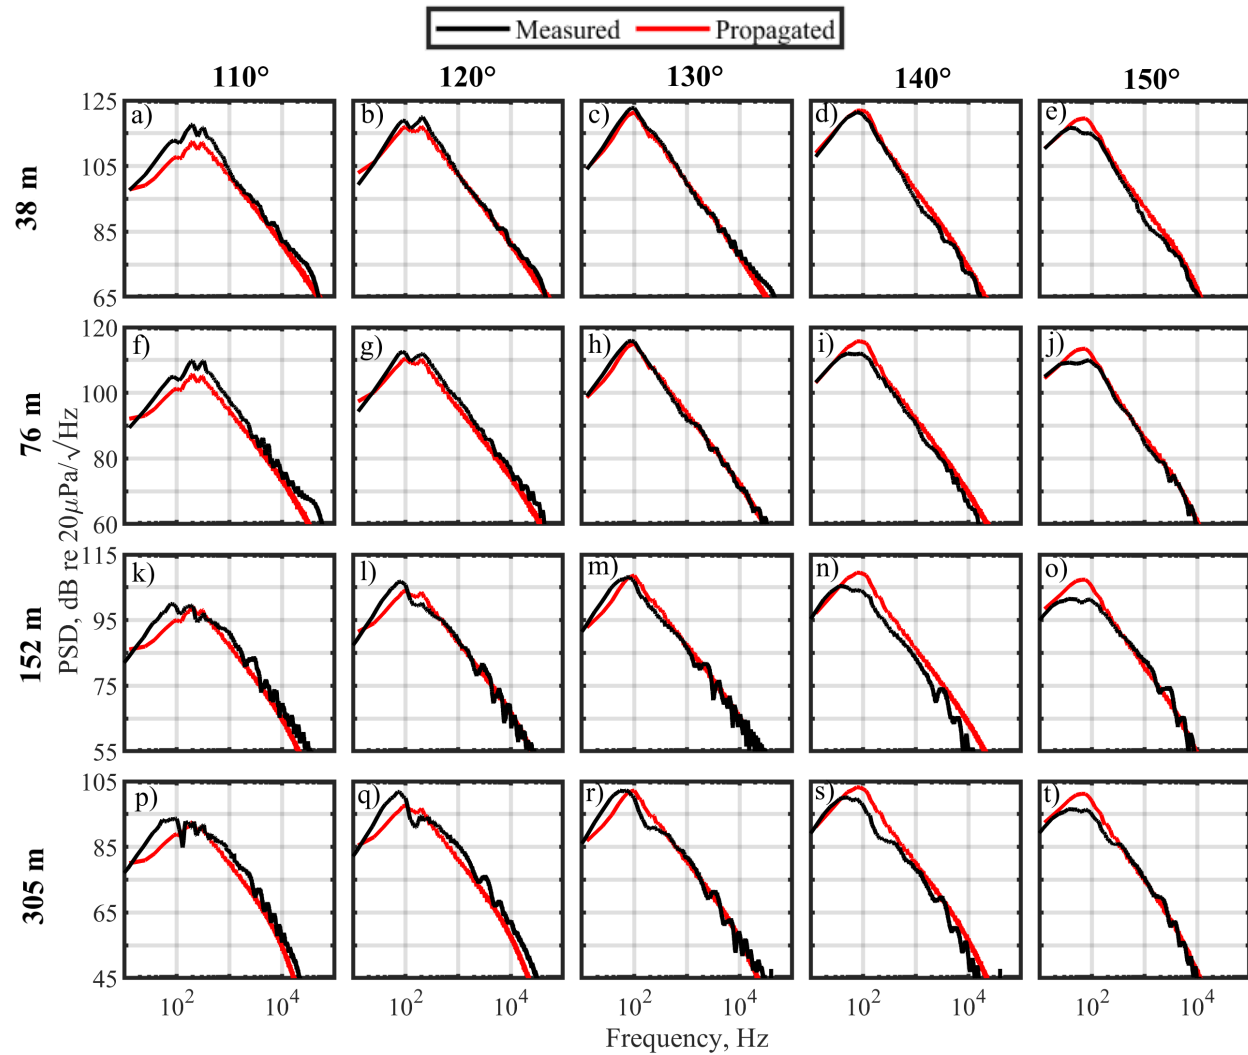 Measured Propagated
110° 120° 130° 140° 150°
38 m
125
105
85
65
a) b) c) d) e)
76 m
120
100
80
60
f) g) h) i) j)
PSD, dB re 20μPa/√Hz
152 m
115
95
75
55
k) l) m) n) o)
305 m
105
85
65
45
p) q) r) s) t)
10² 10⁴ 10² 10⁴ 10² 10⁴ 10² 10⁴ 10² 10⁴
Frequency, Hz